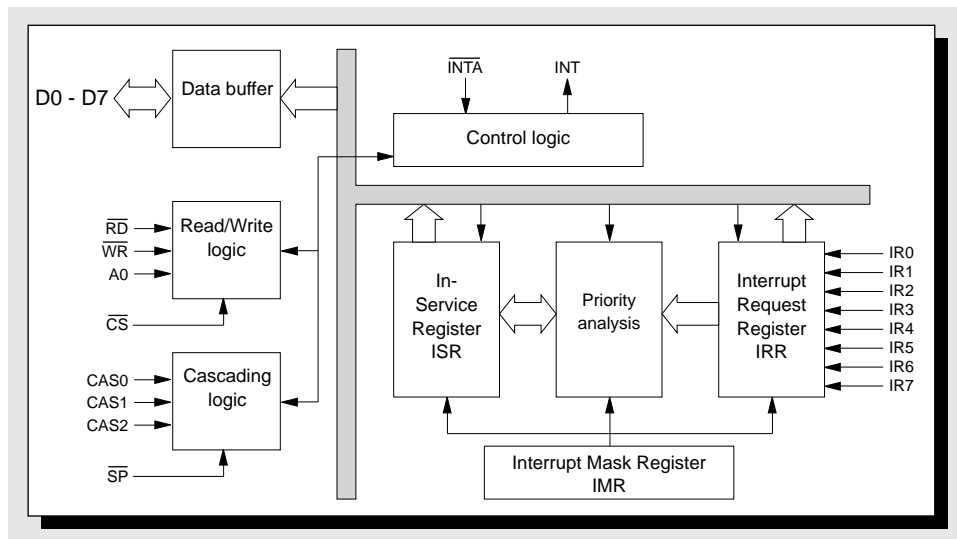 D0 - D7
Data buffer
INTA
INT
Control logic
RD
WR
A0
CS
Read/Write
logic
CAS0
CAS1
CAS2
SP
Cascading
logic
In-
Service
Register
ISR
Priority
analysis
Interrupt
Request
Register
IRR
IR0
IR1
IR2
IR3
IR4
IR5
IR6
IR7
Interrupt Mask Register
IMR